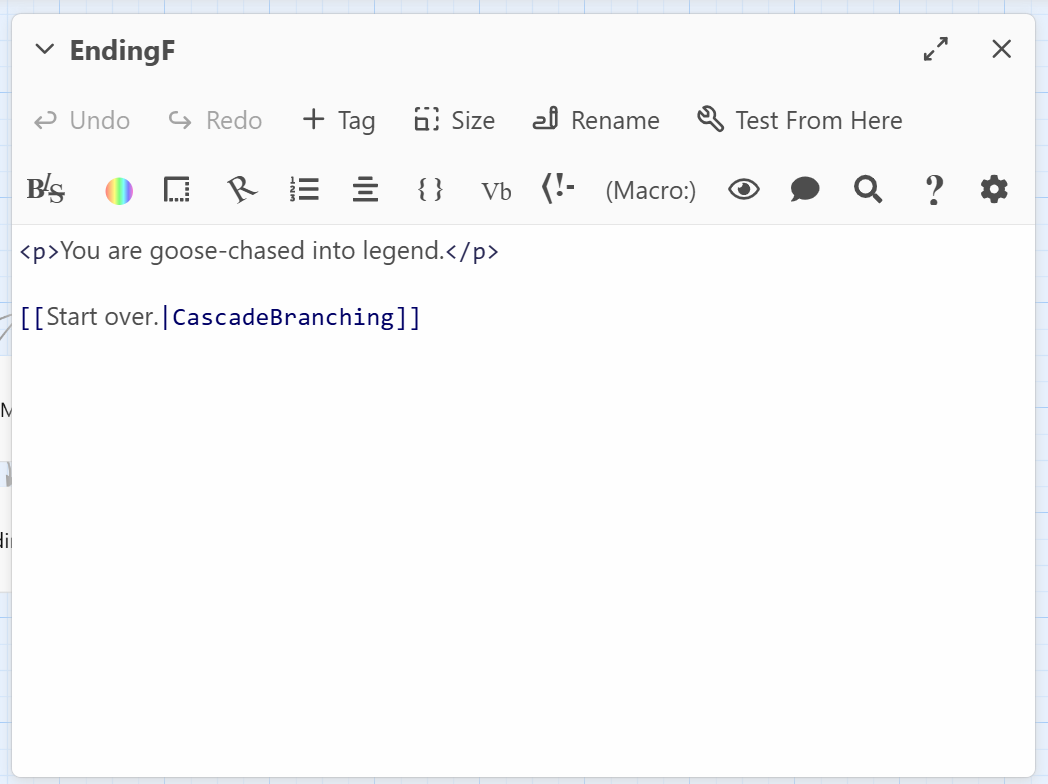 EndingF
Undo Redo + Tag Size Rename Test From Here
B/S { } Vb (Macro:) ?
<p>You are goose-chased into legend.</p>
[[Start over.|CascadeBranching]]